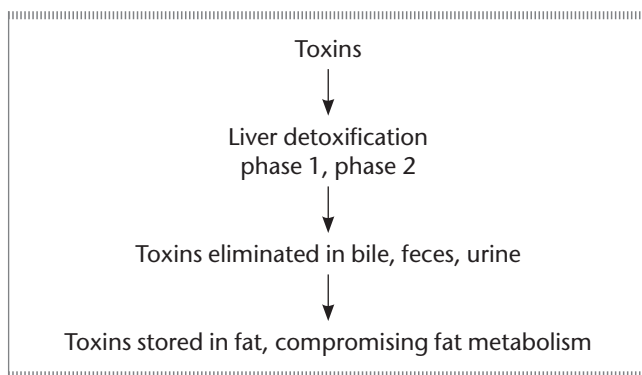 Toxins
Liver detoxification
phase 1, phase 2
Toxins eliminated in bile, feces, urine
Toxins stored in fat, compromising fat metabolism